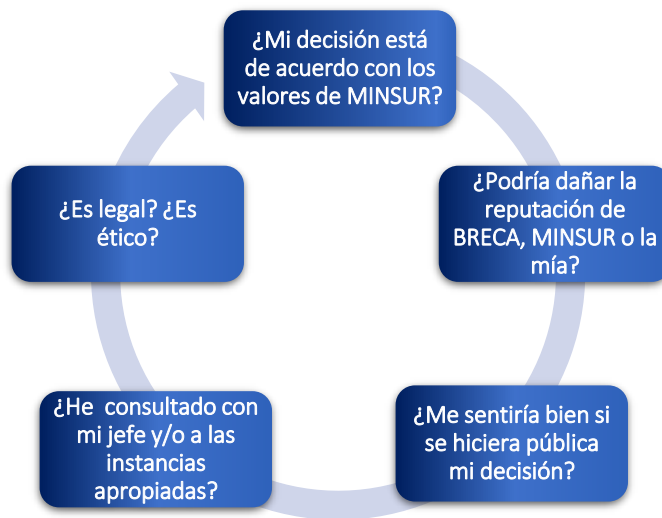 ¿Mi decisión está
de acuerdo con los
valores de MINSUR?
¿Podría dañar la
reputación de
BRECA, MINSUR o la
mía?
¿Me sentiría bien si
se hiciera pública
mi decisión?
¿He consultado con
mi jefe y/o a las
instancias
apropiadas?
¿Es legal? ¿Es
ético?